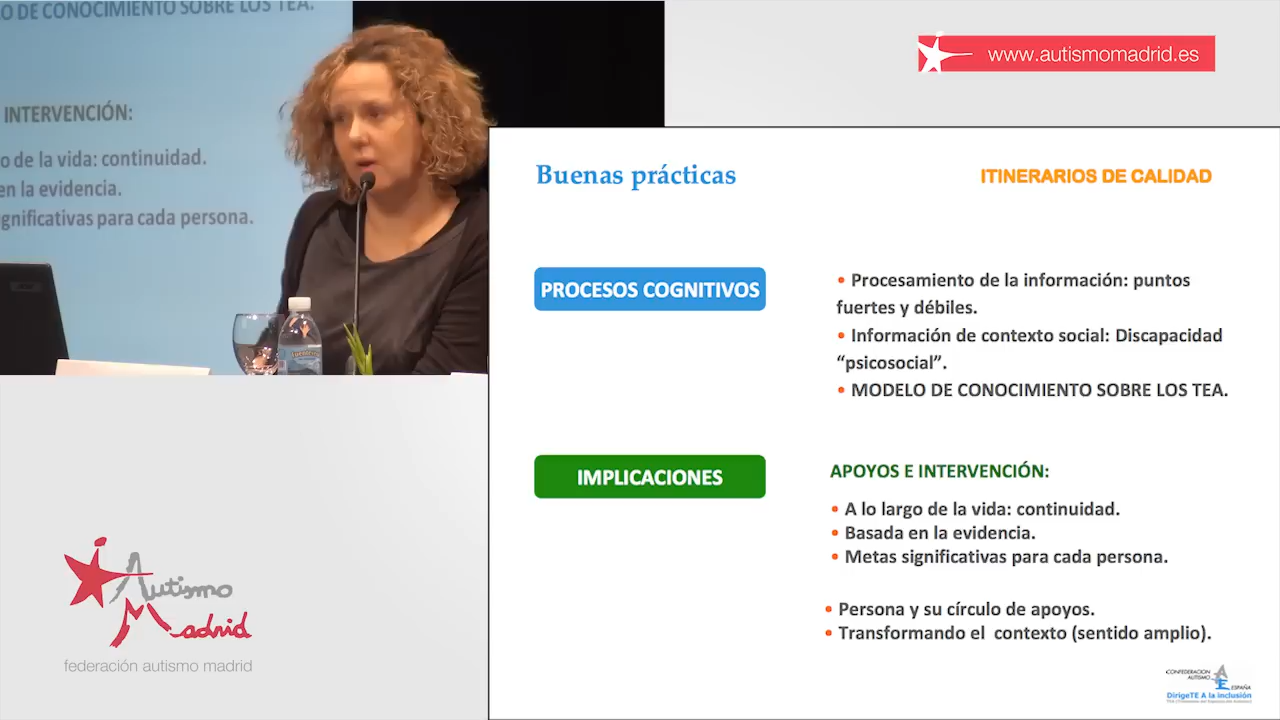 O DE CONOCIMIENTO SOBRE LOS TEA.
INTERVENCIÓN:
o de la vida: continuidad.
en la evidencia.
gnificativas para cada persona.
www.autismomadrid.es
Buenas prácticas
ITINERARIOS DE CALIDAD
PROCESOS COGNITIVOS
• Procesamiento de la información: puntos
fuertes y débiles.
• Información de contexto social: Discapacidad
“psicosocial”.
• MODELO DE CONOCIMIENTO SOBRE LOS TEA.
IMPLICACIONES
APOYOS E INTERVENCIÓN:
• A lo largo de la vida: continuidad.
• Basada en la evidencia.
• Metas significativas para cada persona.
• Persona y su círculo de apoyos.
• Transformando el contexto (sentido amplio).
Autismo
Madrid
federación autismo madrid
CONFEDERACION
AUTISMO
ESPAÑA
DirigeTE A la inclusión